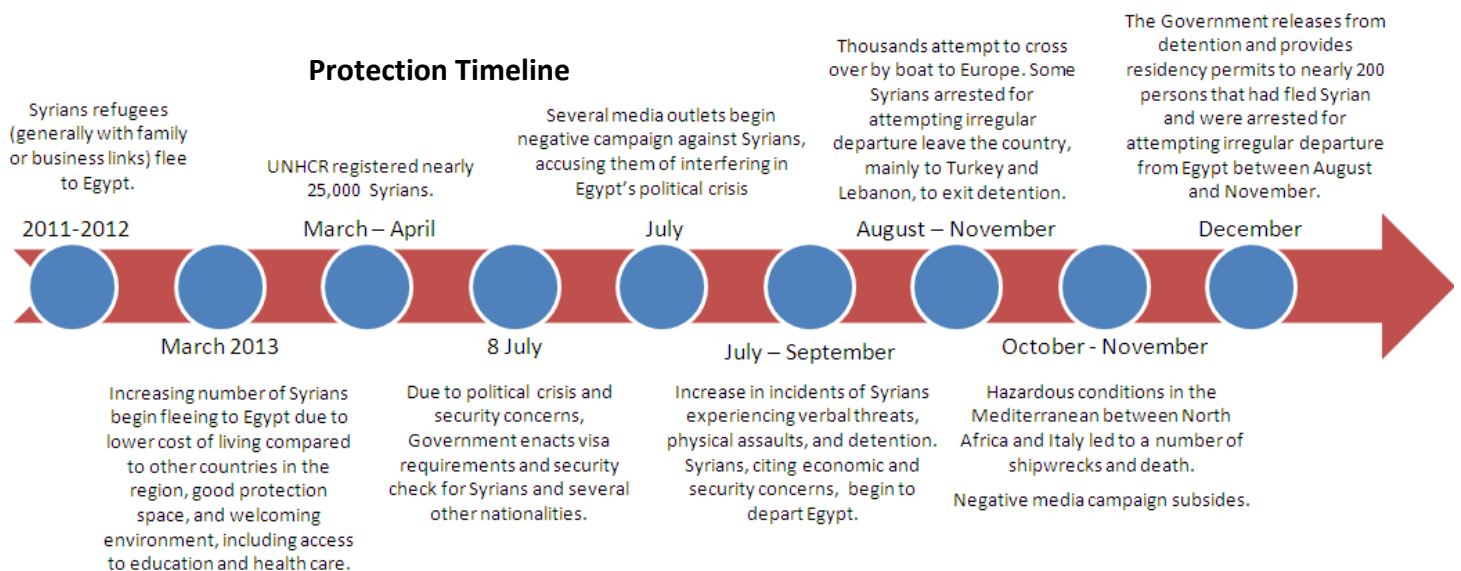 Protection Timeline
Syrians refugees
(generally with family
or business links) flee
to Egypt.
2011-2012
Increasing number of Syrians
begin fleeing to Egypt due to
lower cost of living compared
to other countries in the
region, good protection
space, and welcoming
environment, including access
to education and health care.
March 2013
UNHCR registered nearly
25,000 Syrians.
March – April
8 July
Due to political crisis and
security concerns,
Government enacts visa
requirements and security
check for Syrians and several
other nationalities.
Several media outlets begin
negative campaign against Syrians,
accusing them of interfering in
Egypt's political crisis
July
July – September
Increase in incidents of Syrians
experiencing verbal threats,
physical assaults, and detention.
Syrians, citing economic and
security concerns, begin to
depart Egypt.
Thousands attempt to cross
over by boat to Europe. Some
Syrians arrested for
attempting irregular
departure leave the country,
mainly to Turkey and
Lebanon, to exit detention.
August – November
October - November
Hazardous conditions in the
Mediterranean between North
Africa and Italy led to a number of
shipwrecks and death.
Negative media campaign subsides.
The Government releases from
detention and provides
residency permits to nearly 200
persons that had fled Syrian
and were arrested for
attempting irregular departure
from Egypt between August
and November.
December